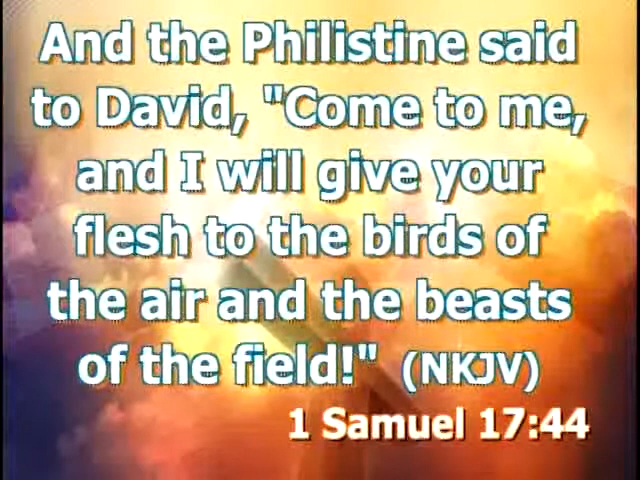 And the Philistine said
to David, "Come to me,
and I will give your
flesh to the birds of
the air and the beasts
of the field!" (NKJV)
1 Samuel 17:44